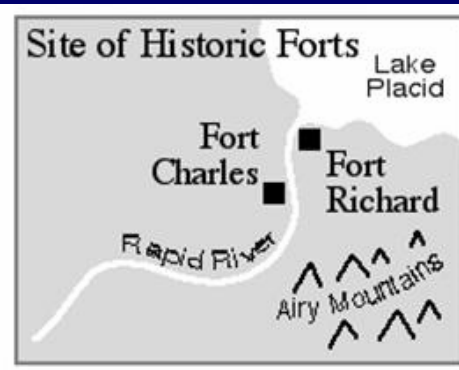 Site of Historic Forts
Lake
Placid
Fort
Charles
Fort
Richard
Rapid River
Airy Mountains